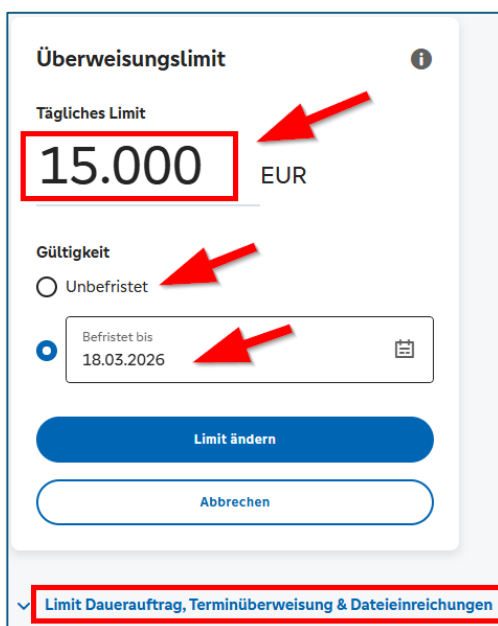 Überweisungslimit
Tägliches Limit
15.000 EUR
Gültigkeit
Unbefristet
Befristet bis
18.03.2026
Limit ändern
Abbrechen
Limit Dauerauftrag, Terminüberweisung & Dateieinreichungen